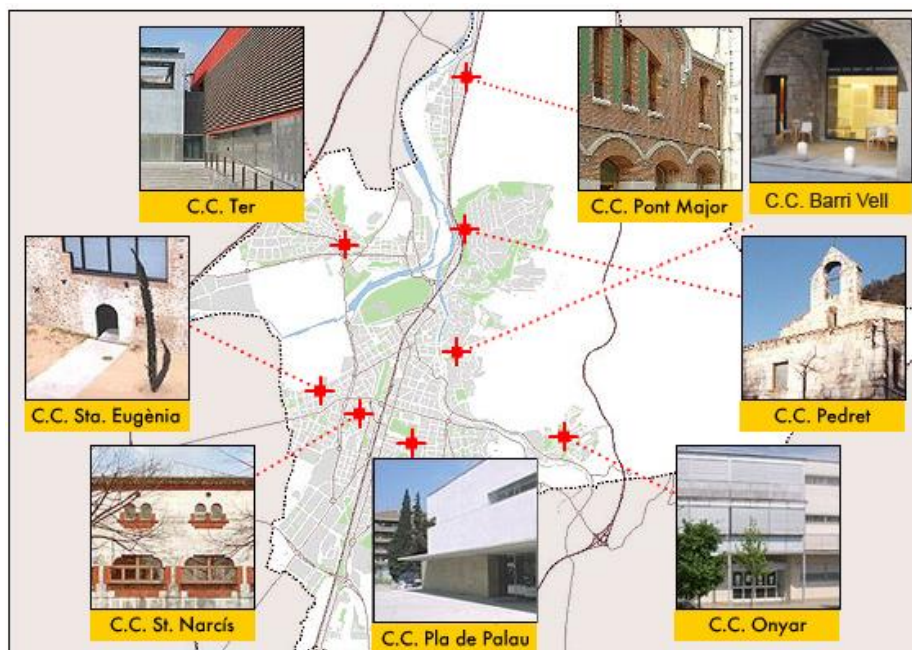 C.C. Ter
C.C. Pont Major
C.C. Barri Vell
C.C. Sta. Eugènia
C.C. Pedret
C.C. St. Narcís
C.C. Pla de Palau
C.C. Onyar